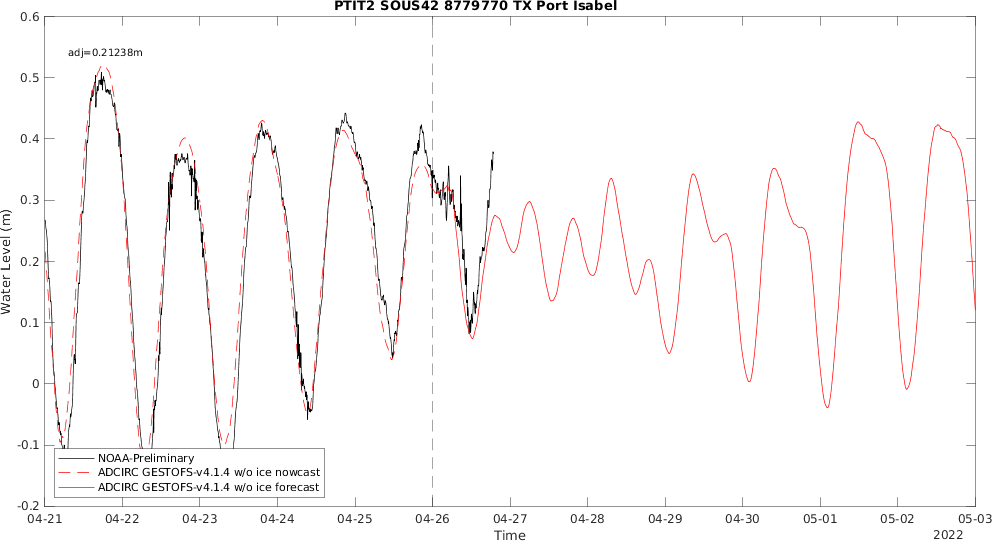 PTIT2 SOUS42 8779770 TX Port Isabel
adj=0.21238m
0.6
0.5
0.4
0.3
0.2
0.1
0
-0.1
-0.2
Water Level (m)
NOAA-Preliminary
ADCIRC GESTOFS-v4.1.4 w/o ice nowcast
ADCIRC GESTOFS-v4.1.4 w/o ice forecast
04-21 04-22 04-23 04-24 04-25 04-26 04-27 04-28 04-29 04-30 05-01 05-02 05-03
Time
2022